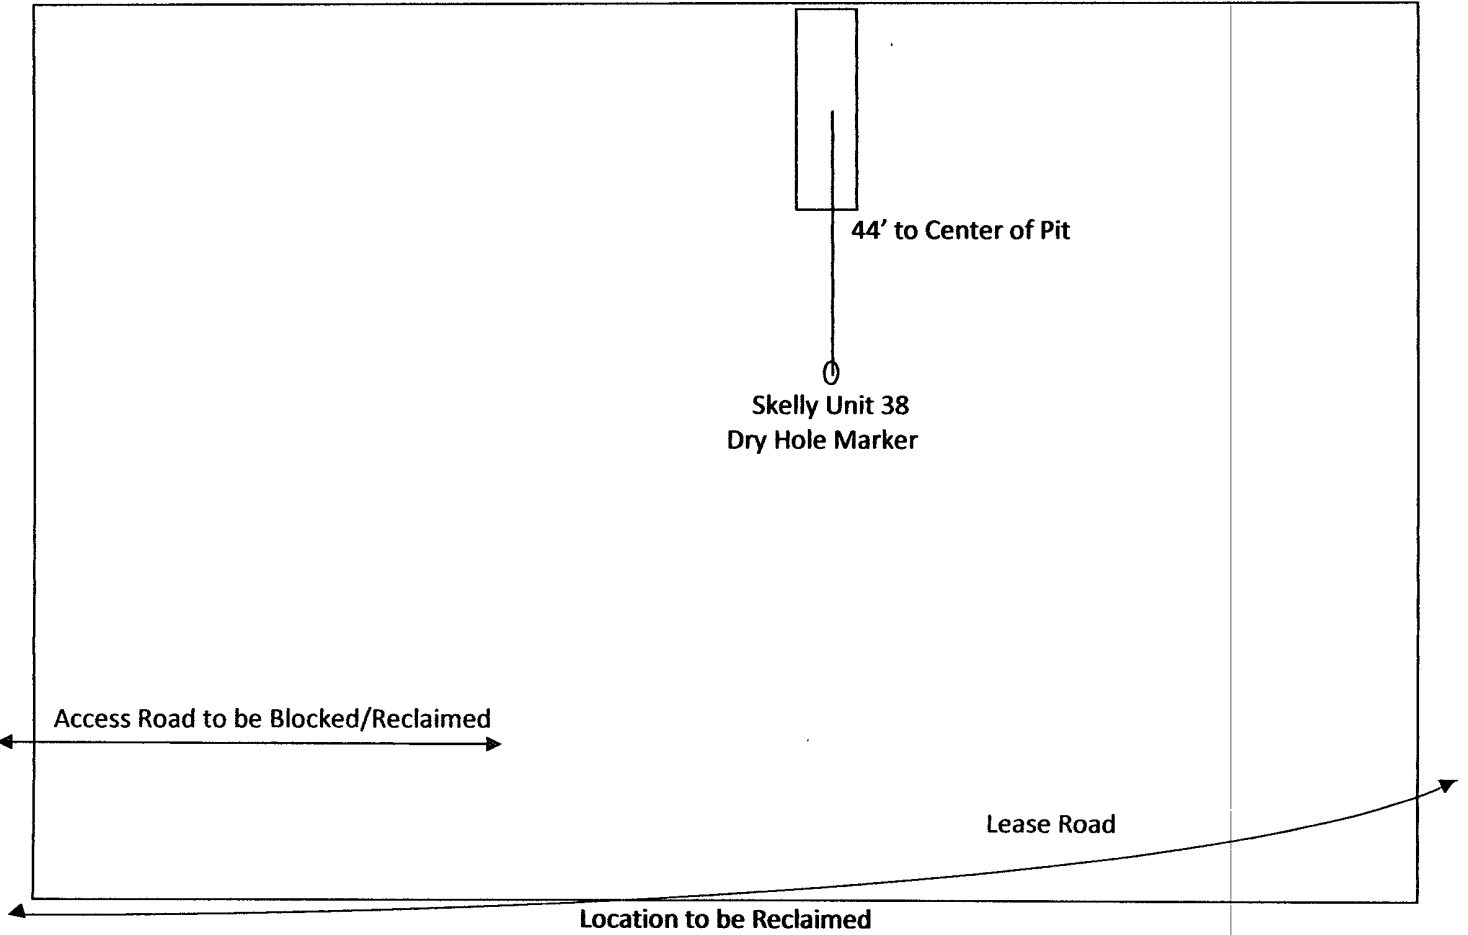 44' to Center of Pit
Skelly Unit 38
Dry Hole Marker
Access Road to be Blocked/Reclaimed
Lease Road
Location to be Reclaimed